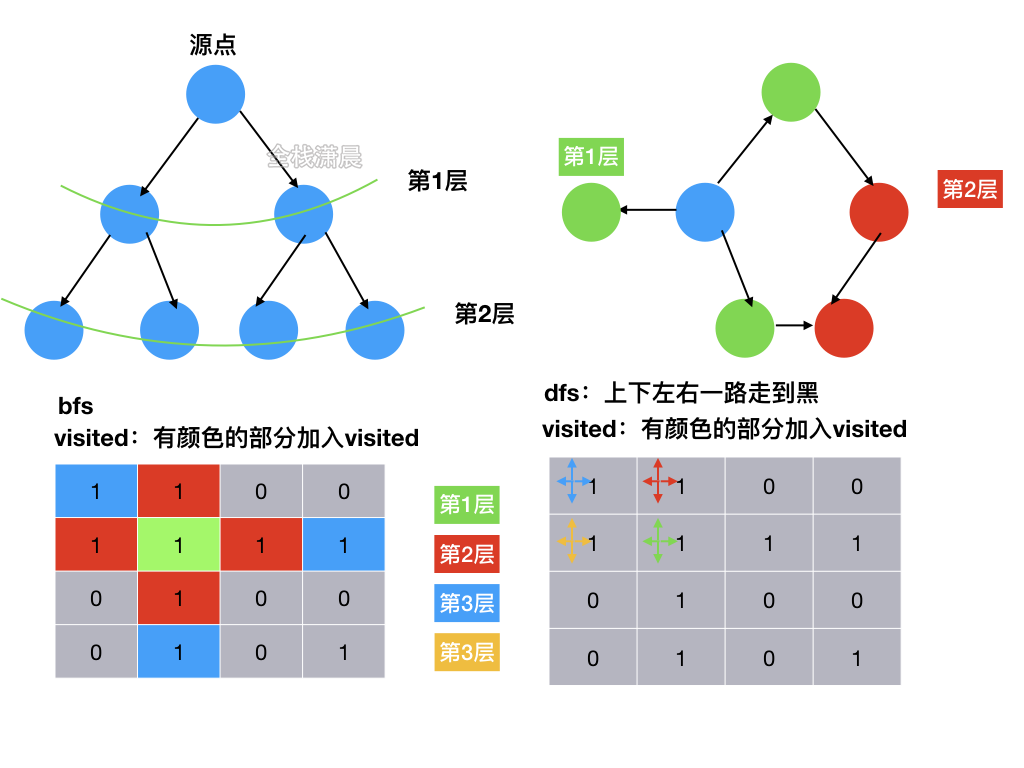 源点
全栈潇晨
第1层
第2层
第1层
第2层
bfs
visited：有颜色的部分加入visited
1 1 0 0
1 1 1 1
0 1 0 0
0 1 0 1
第1层
第2层
第3层
第3层
dfs：上下左右一路走到黑
visited：有颜色的部分加入visited
1 1 0 0
1 1 1 1
0 1 0 0
0 1 0 1